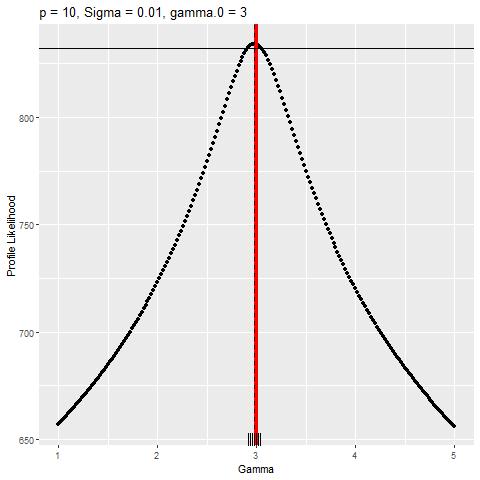 p = 10, Sigma = 0.01, gamma.0 = 3
Profile Likelihood
800
750
700
650
1 2 3 4 5
Gamma